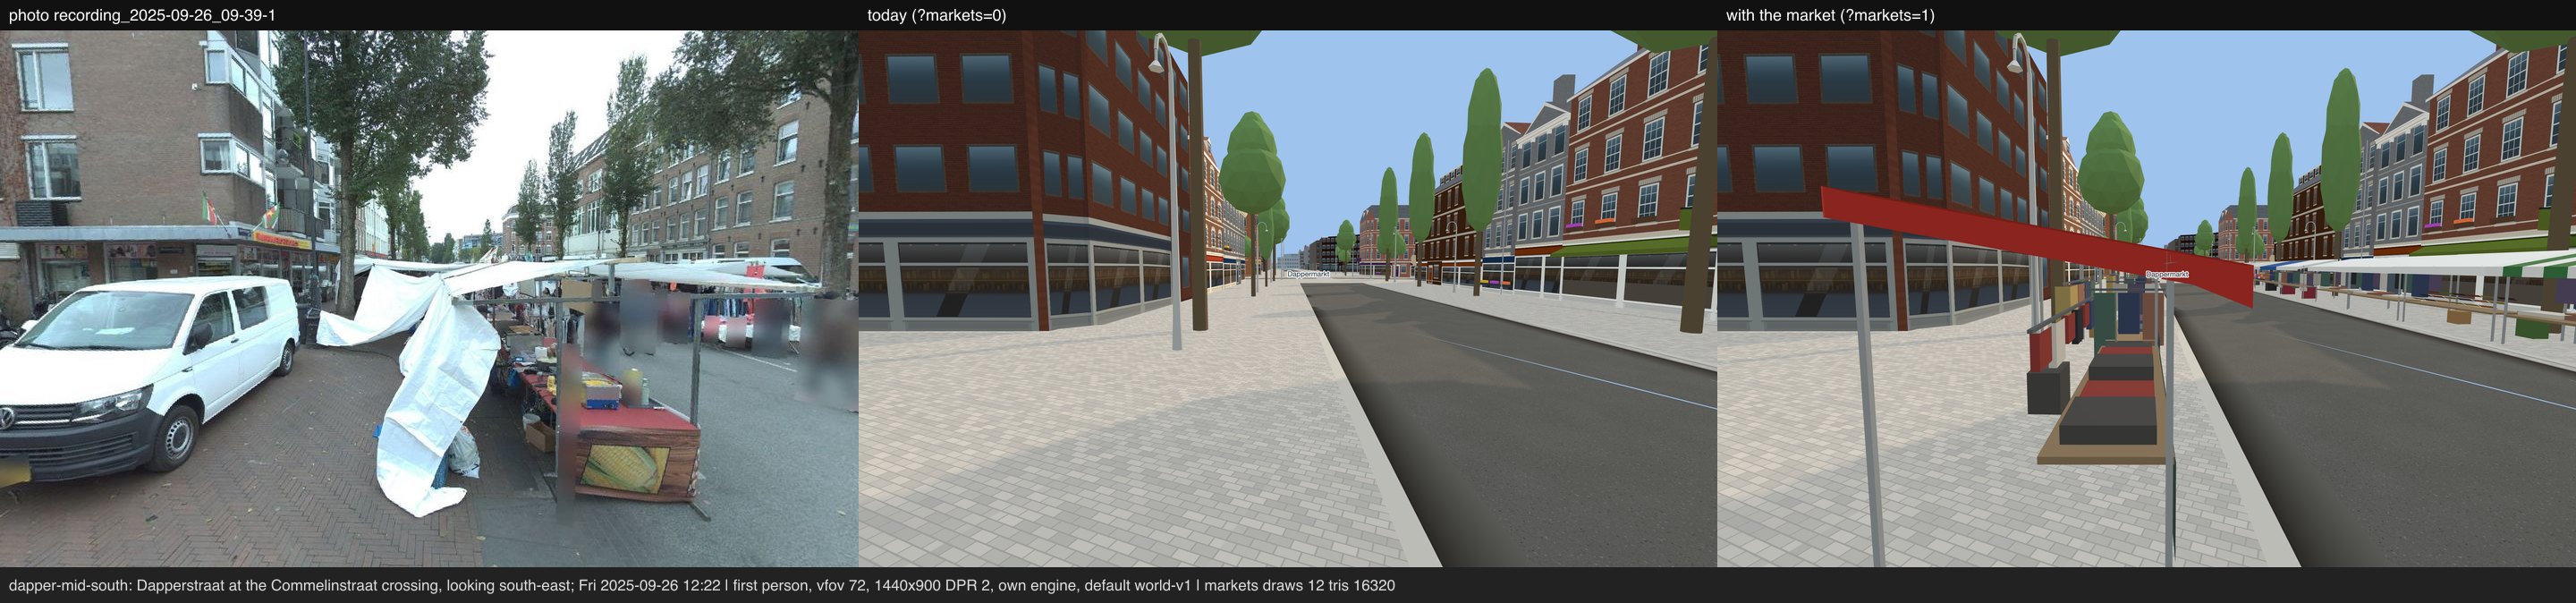 photo recording_2025-09-26_09-39-1
today (?markets=0)
with the market (?markets=1)
Dappermarkt
Dappermarkt
dapper-mid-south: Dapperstraat at the Commelinstraat crossing, looking south-east; Fri 2025-09-26 12:22 | first person, vfov 72, 1440x900 DPR 2, own engine, default world-v1 | markets draws 12 tris 16320